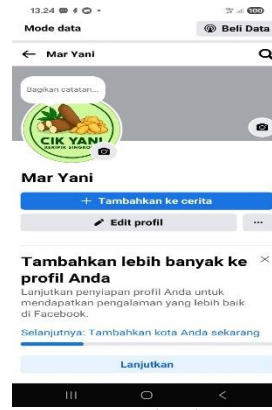 13.24
Mode data
Beli Data
Mar Yani
Bagikan catatan...
CIK YANI
KERIPIK SINGKONG
Mar Yani
+ Tambahkan ke cerita
Edit profil
Tambahkan lebih banyak ke
profil Anda
Lanjutkan penyiapan profil Anda untuk
mendapatkan pengalaman yang lebih baik
di Facebook.
Selanjutnya: Tambahkan kota Anda sekarang
Lanjutkan